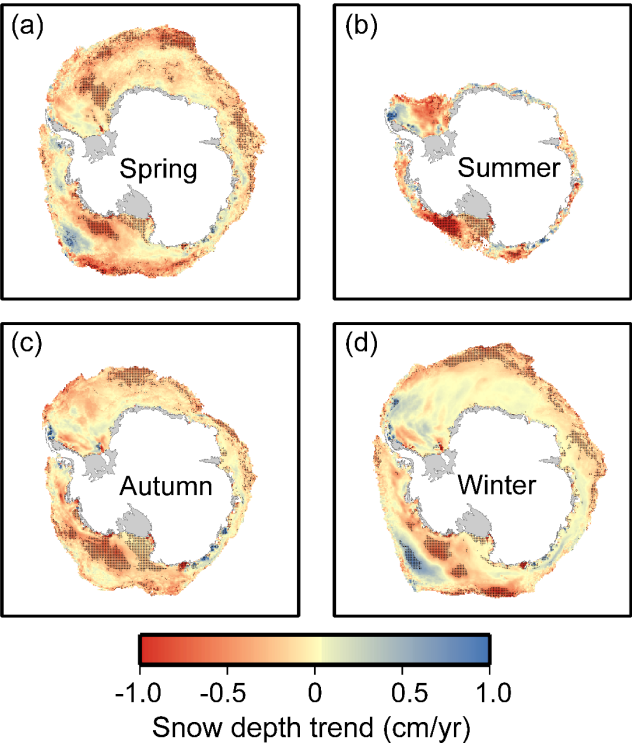 (a)
Spring
(b)
Summer
(c)
Autumn
(d)
Winter
-1.0 -0.5 0 0.5 1.0
Snow depth trend (cm/yr)